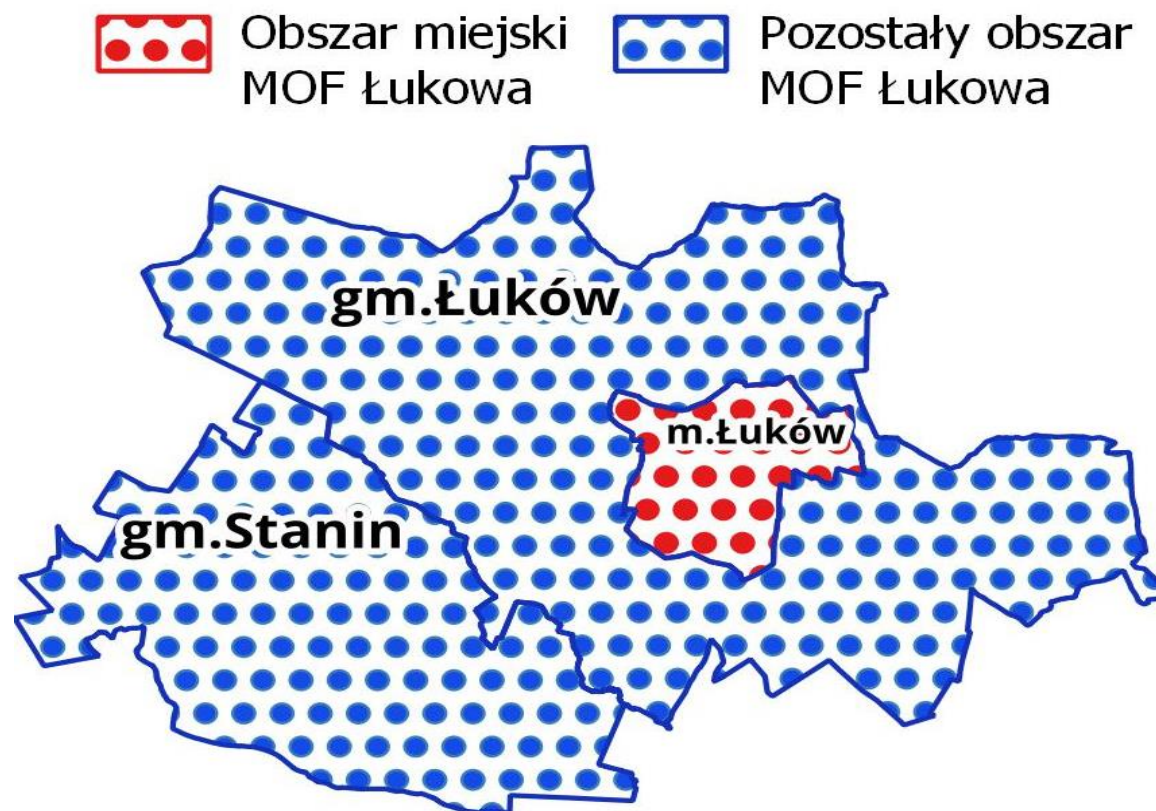 Obszar miejski
MOF Łukowa
Pozostały obszar
MOF Łukowa
gm.Łuków
m.Łuków
gm.Stanin